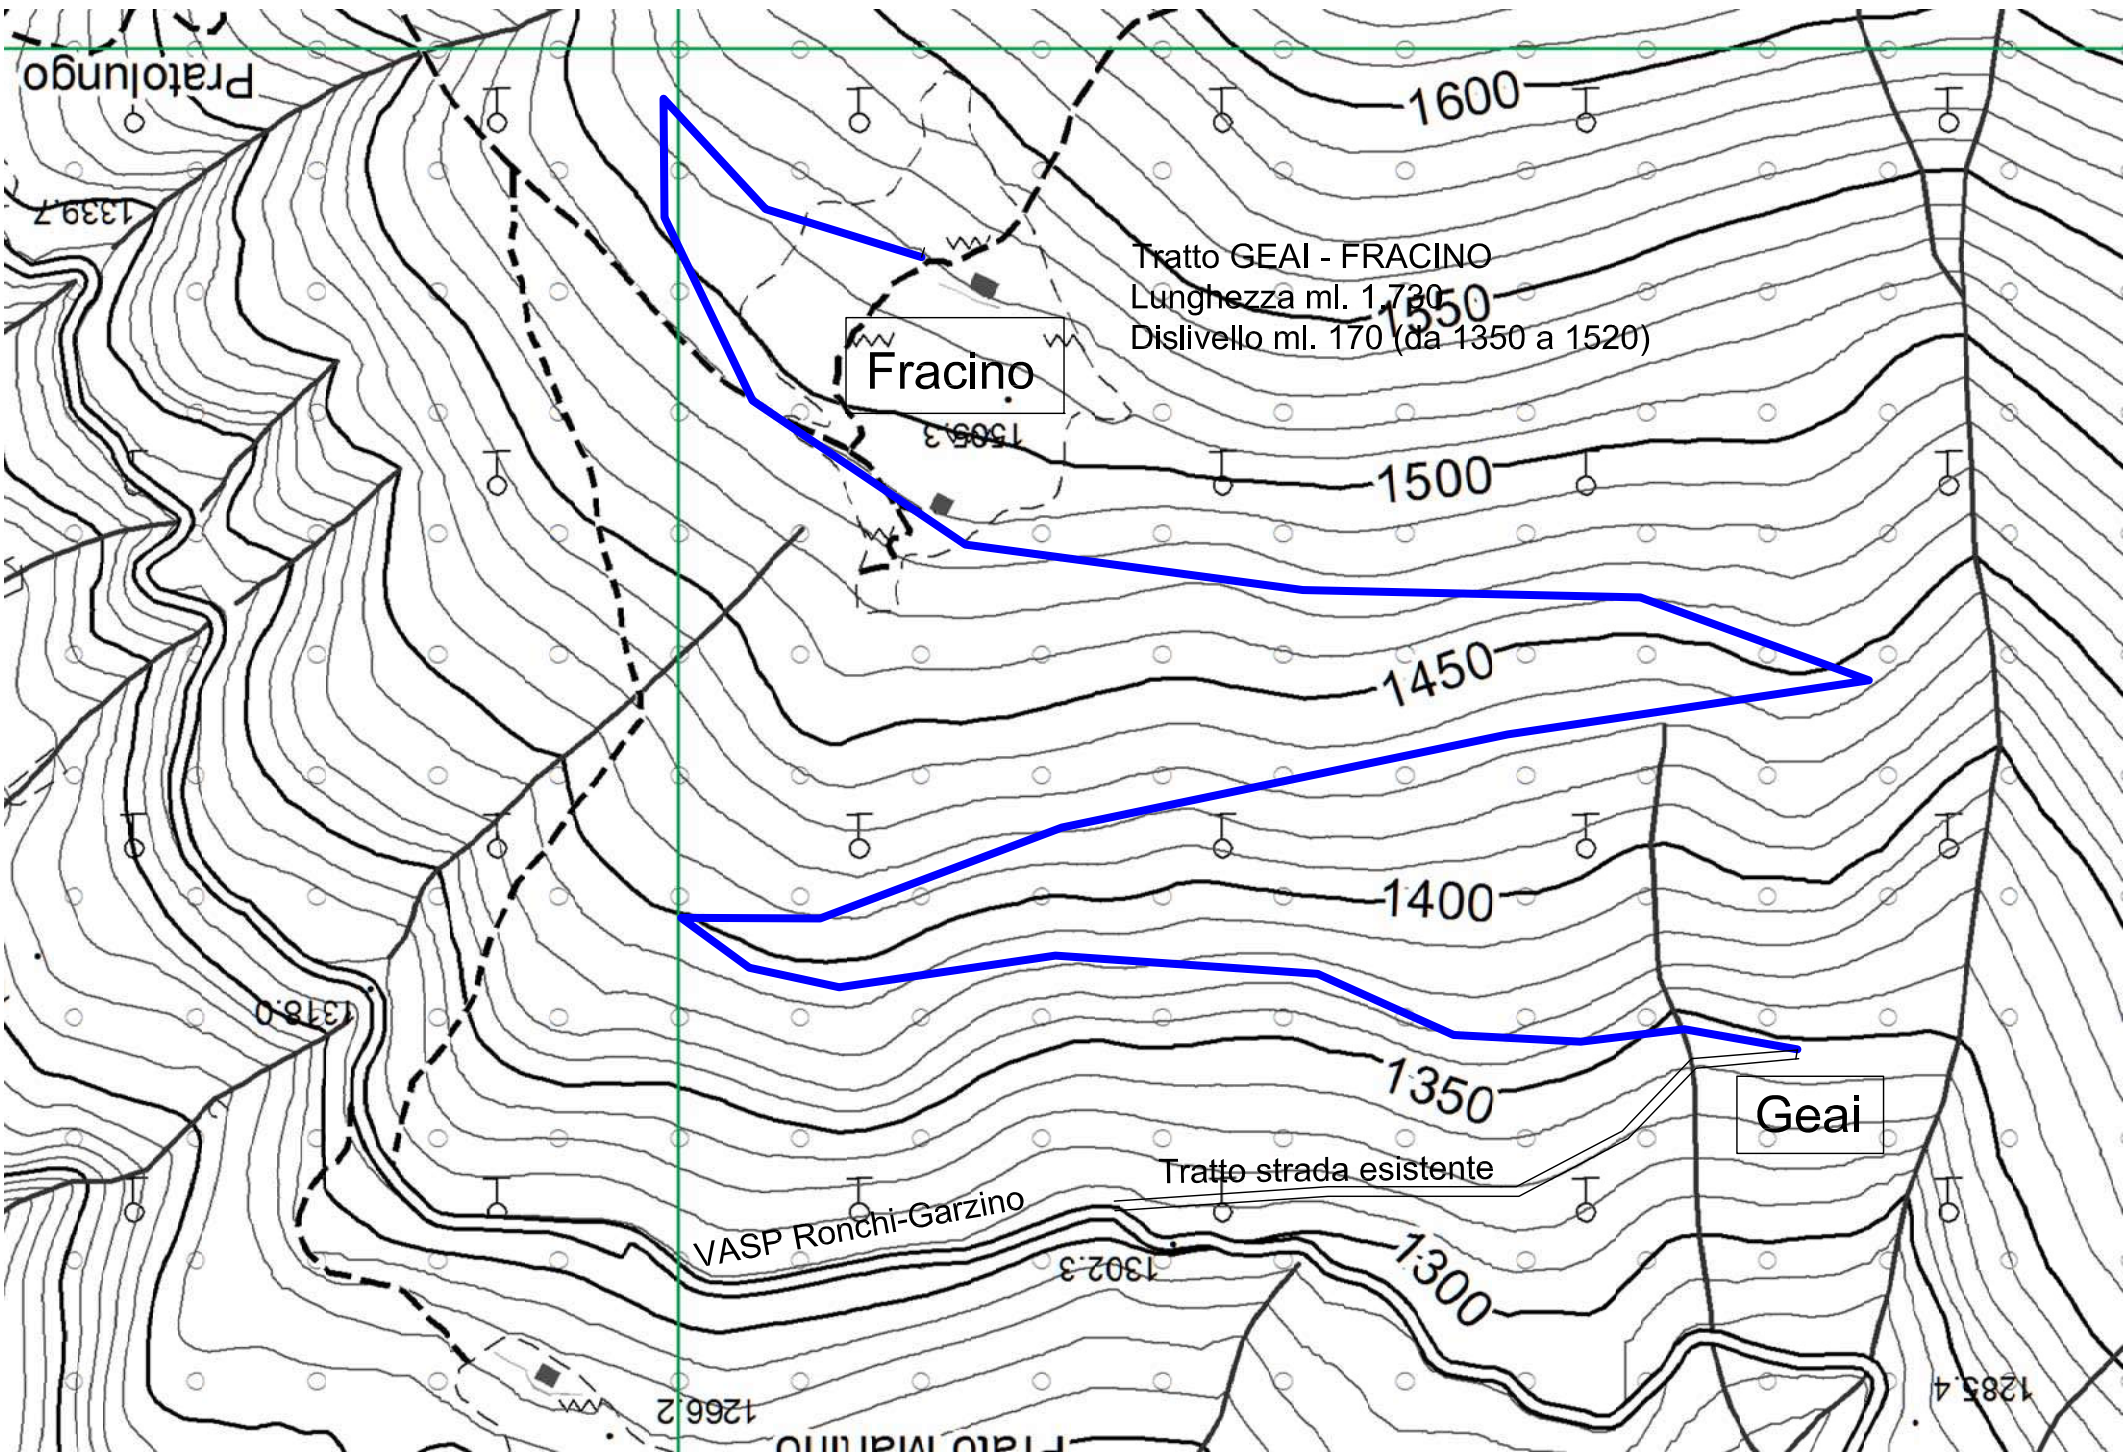 Pratolungo
1600
1339.7
Tratto GEAI - FRACINO
Lunghezza ml. 1.730
1550
Dislivello ml. 170 (da 1350 a 1520)
Fracino
1505.3
1500
1450
1400
1318.0
1350
Geai
Tratto strada esistente
VASP Ronchi-Garzino
1302.3
1300
1285.4
1266.2
Prato Martino